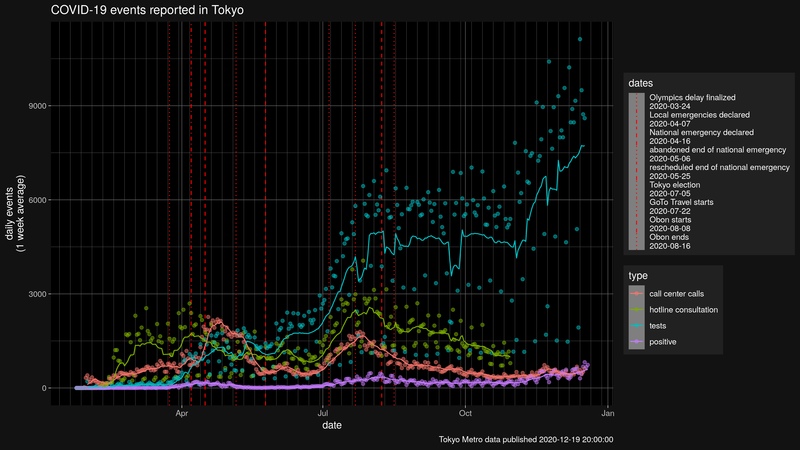 COVID-19 events reported in Tokyo
daily events
(1 week average)
9000
6000
3000
0
Apr
Jul
Oct
Jan
date
dates
Olympics delay finalized
2020-03-24
Local emergencies declared
2020-04-07
National emergency declared
2020-04-16
abandoned end of national emergency
2020-05-06
rescheduled end of national emergency
2020-05-25
Tokyo election
2020-07-05
GoTo Travel starts
2020-07-22
Obon starts
2020-08-08
Obon ends
2020-08-16
type
call center calls
hotline consultation
tests
positive
Tokyo Metro data published 2020-12-19 20:00:00